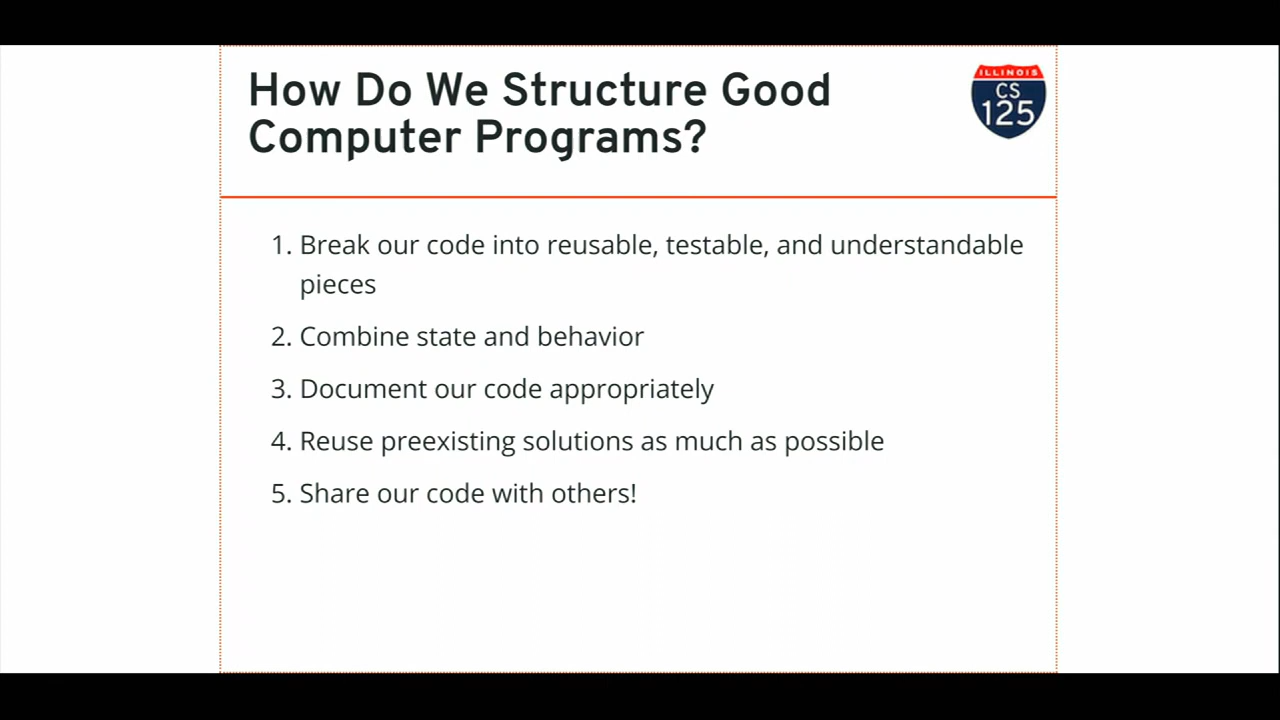 How Do We Structure Good
Computer Programs?
ILLINOIS
CS
125
1. Break our code into reusable, testable, and understandable
pieces
2. Combine state and behavior
3. Document our code appropriately
4. Reuse preexisting solutions as much as possible
5. Share our code with others!